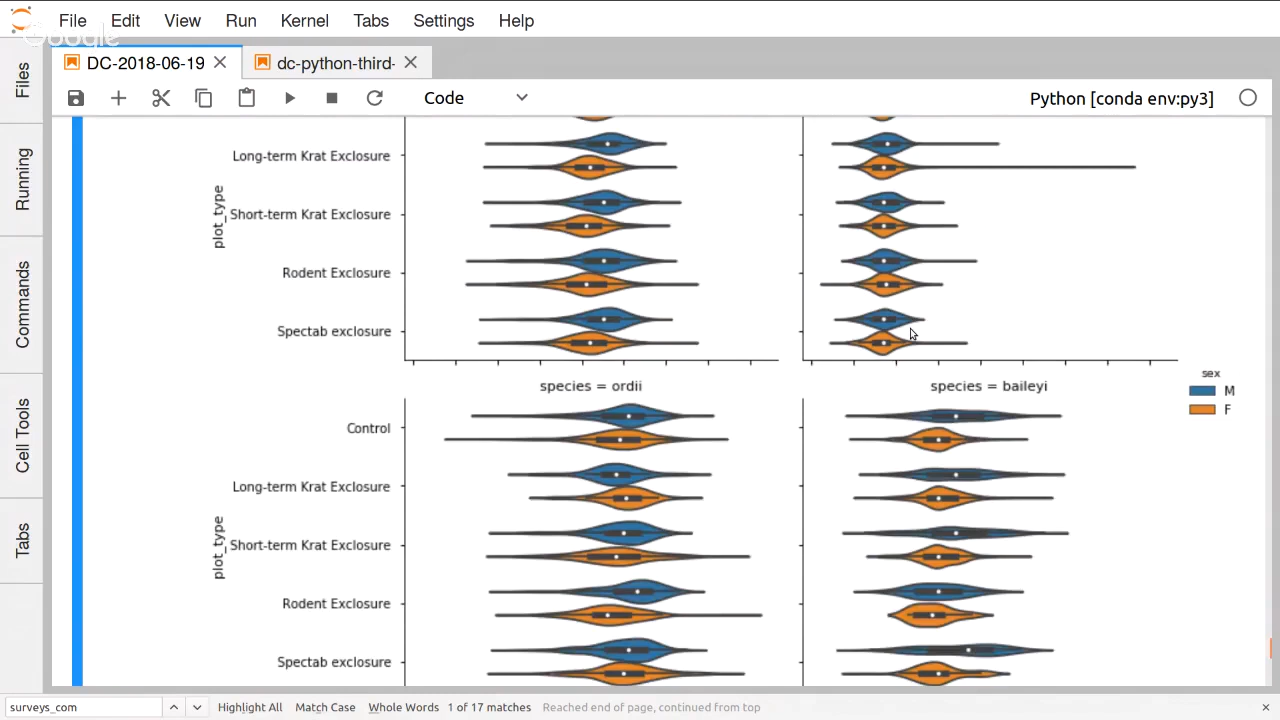 File Edit View Run Kernel Tabs Settings Help
Google
DC-2018-06-19
dc-python-third-
Code
Python [conda env:py3]
Files
Running
Commands
Cell Tools
Tabs
Long-term Krat Exclosure
Short-term Krat Exclosure
Rodent Exclosure
Spectab exclosure
plot_type
species = ordii
species = baileyi
sex
M
F
Control
Long-term Krat Exclosure
Short-term Krat Exclosure
Rodent Exclosure
Spectab exclosure
plot_type
surveys_com
Highlight All Match Case Whole Words 1 of 17 matches Reached end of page, continued from top